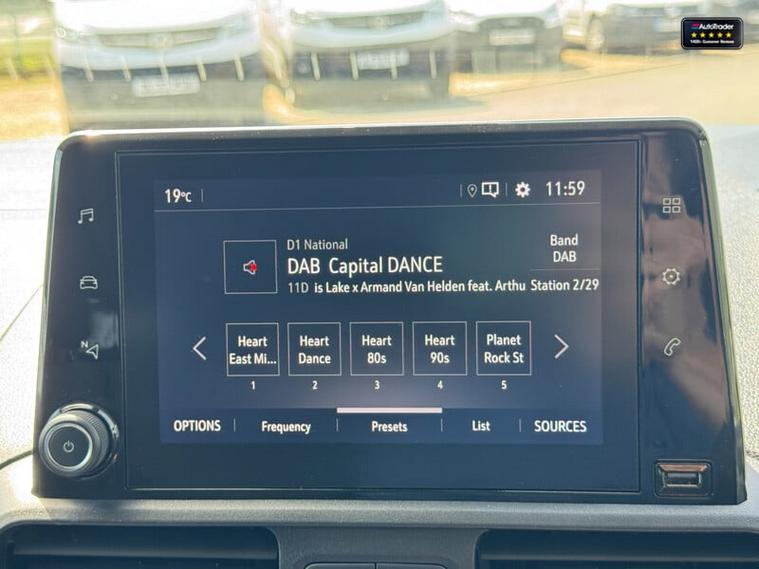 AutoTrader
19°C
11:59
D1 National
DAB Capital DANCE
Band
DAB
11D is Lake x Armand Van Helden feat. Arthu Station 2/29
Heart East Mi...
Heart Dance
Heart 80s
Heart 90s
Planet Rock St
1 2 3 4 5
OPTIONS Frequency Presets List SOURCES
N